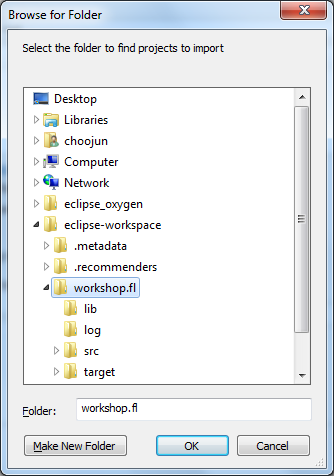 Browse for Folder
Select the folder to find projects to import
Desktop
Libraries
choojun
Computer
Network
eclipse_oxygen
eclipse-workspace
.metadata
.recommenders
workshop.fl
lib
log
src
target
Folder: workshop.fl
Make New Folder OK Cancel